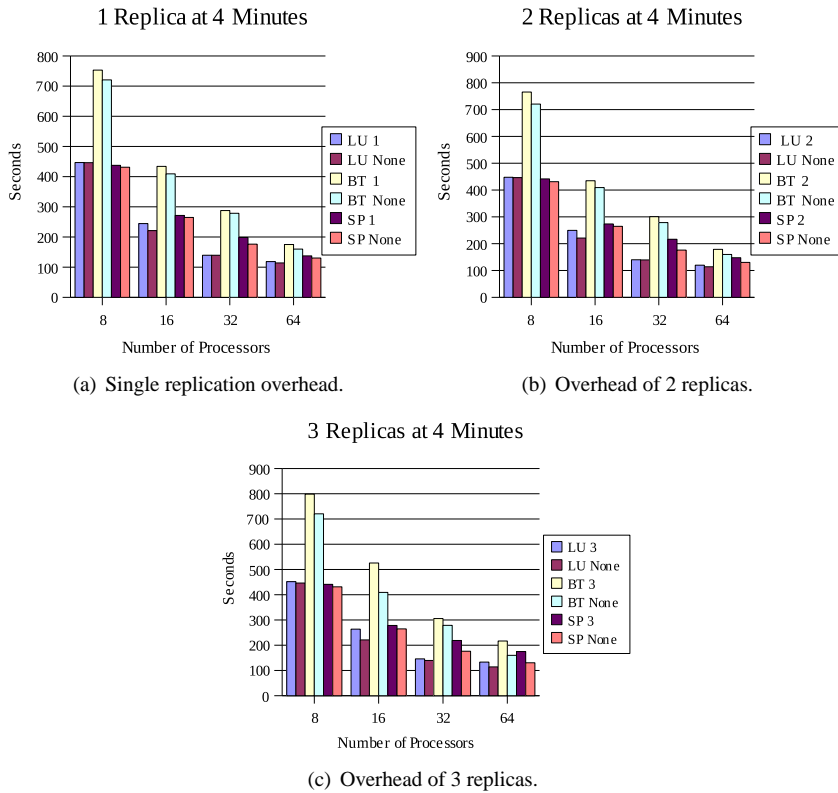 1 Replica at 4 Minutes
800
700
600
500
400
300
200
100
0
Seconds
8 16 32 64
Number of Processors
LU 1
LU None
BT 1
BT None
SP 1
SP None
(a) Single replication overhead.
2 Replicas at 4 Minutes
900
800
700
600
500
400
300
200
100
0
Seconds
8 16 32 64
Number of Processors
LU 2
LU None
BT 2
BT None
SP 2
SP None
(b) Overhead of 2 replicas.
3 Replicas at 4 Minutes
900
800
700
600
500
400
300
200
100
0
Seconds
8 16 32 64
Number of Processors
LU 3
LU None
BT 3
BT None
SP 3
SP None
(c) Overhead of 3 replicas.